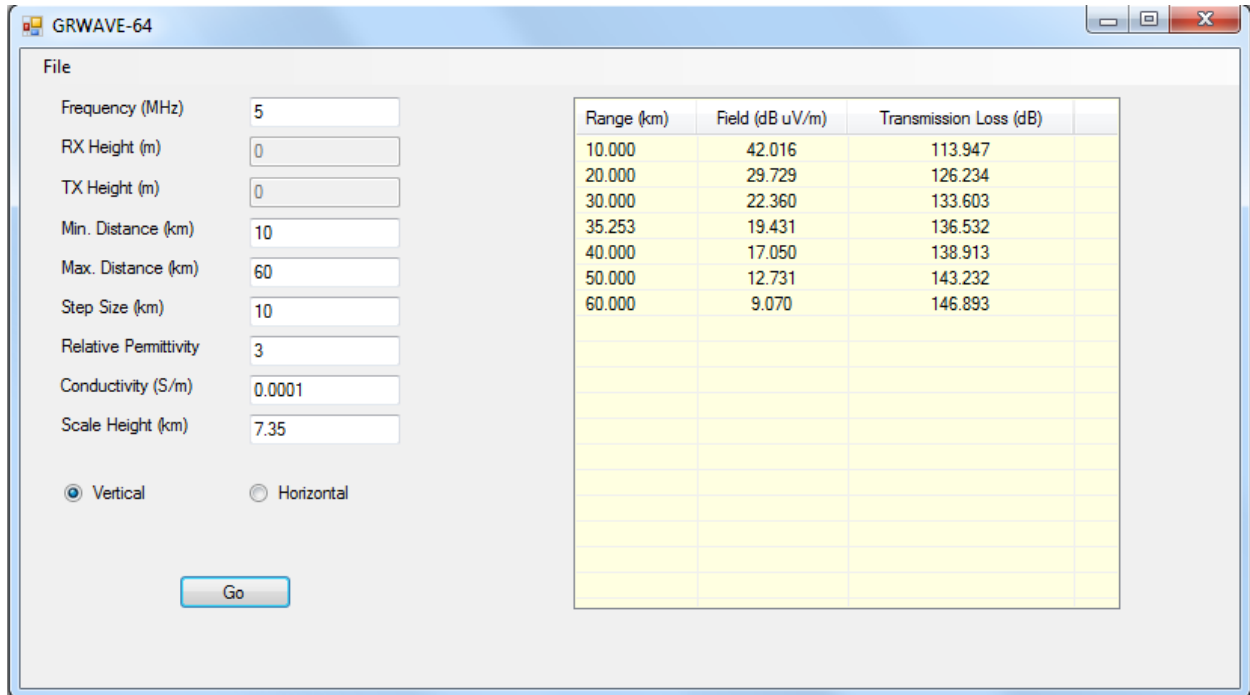 GRWAVE-64
File
Frequency (MHz) 5
RX Height (m) 0
TX Height (m) 0
Min. Distance (km) 10
Max. Distance (km) 60
Step Size (km) 10
Relative Permittivity 3
Conductivity (S/m) 0.0001
Scale Height (km) 7.35
Vertical Horizontal
Go
Range (km) Field (dB uV/m) Transmission Loss (dB)
10.000 42.016 113.947
20.000 29.729 126.234
30.000 22.360 133.603
35.253 19.431 136.532
40.000 17.050 138.913
50.000 12.731 143.232
60.000 9.070 146.893